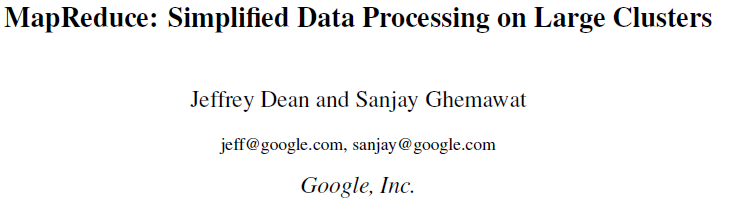 MapReduce: Simplified Data Processing on Large Clusters
Jeffrey Dean and Sanjay Ghemawat
jeff@google.com, sanjay@google.com
Google, Inc.